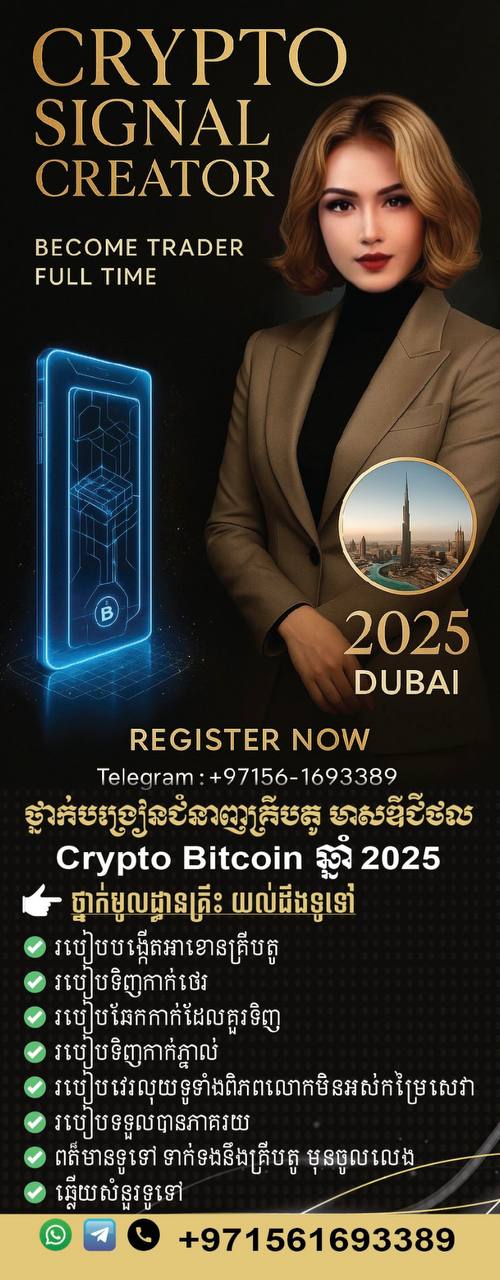 CRYPTO
SIGNAL
CREATOR
BECOME TRADER
FULL TIME
B
2025
DUBAI
REGISTER NOW
Telegram : +97156-1693389
ថ្នាក់បង្រៀនជំនាញគ្រីបតូ មាសឌីជីថល
Crypto Bitcoin ឆ្នាំ 2025
ថ្នាក់មូលដ្ឋានគ្រឹះ យល់ដឹងទូទៅ
របៀបបង្កើតអាខោនគ្រីបតូ
របៀបទិញកាក់ថេរ
របៀបឆែកកាក់ដែលគួរទិញ
របៀបទិញកាក់ភ្នាល់
របៀបវេរលុយទូទាំងពិភពលោកមិនអស់កម្រៃសេវា
របៀបទទួលបានភាគរយ
ពត៌មានទូទៅ ទាក់ទងនឹងគ្រីបតូ មុនចូលលេង
ឆ្លើយសំនួរទូទៅ
+971561693389